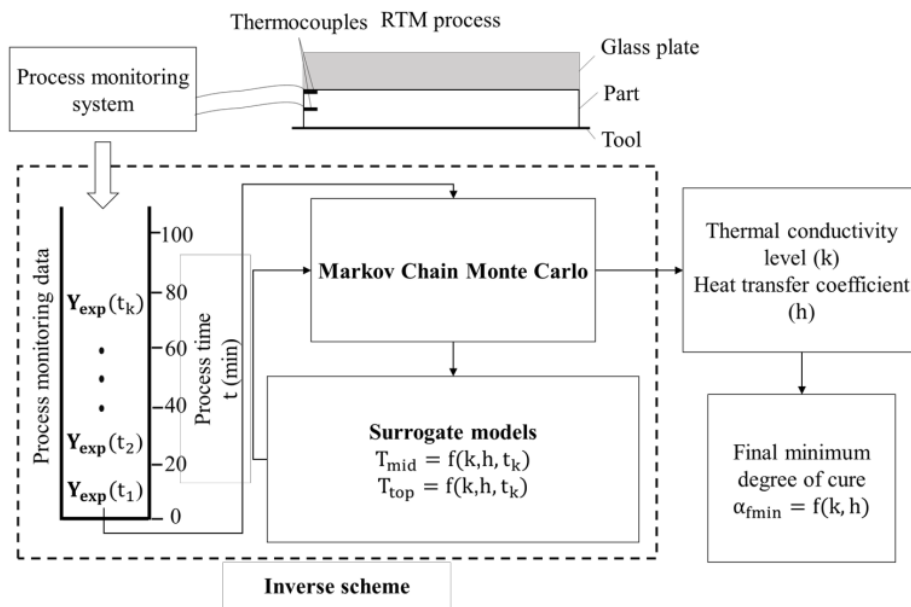 Thermocouples
RTM process
Glass plate
Process monitoring
system
Part
Tool
Process monitoring data
100
80
60
40
20
0
Y_exp(t_k)
Y_exp(t_2)
Y_exp(t_1)
Process time
t (min)
Markov Chain Monte Carlo
Surrogate models
T_mid = f(k,h, t_k)
T_top = f(k,h, t_k)
Thermal conductivity
level (k)
Heat transfer coefficient
(h)
Final minimum
degree of cure
α_fmin = f(k, h)
Inverse scheme